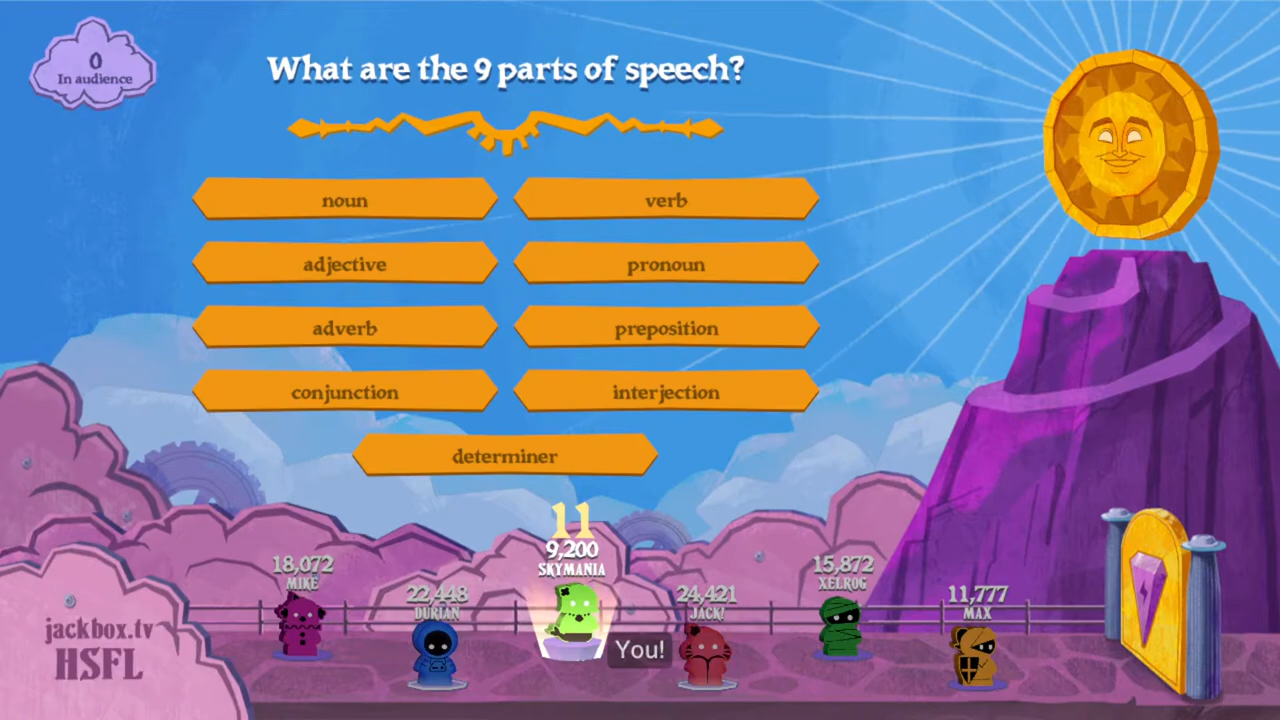 0
In audience
What are the 9 parts of speech?
noun
verb
adjective
pronoun
adverb
preposition
conjunction
interjection
determiner
11
18,072
MIKE
22,448
DURIAN
9,200
SKYMANIA
24,421
JACK!
15,872
XELROG
11,777
MAX
You!
jackbox.tv
HSFL